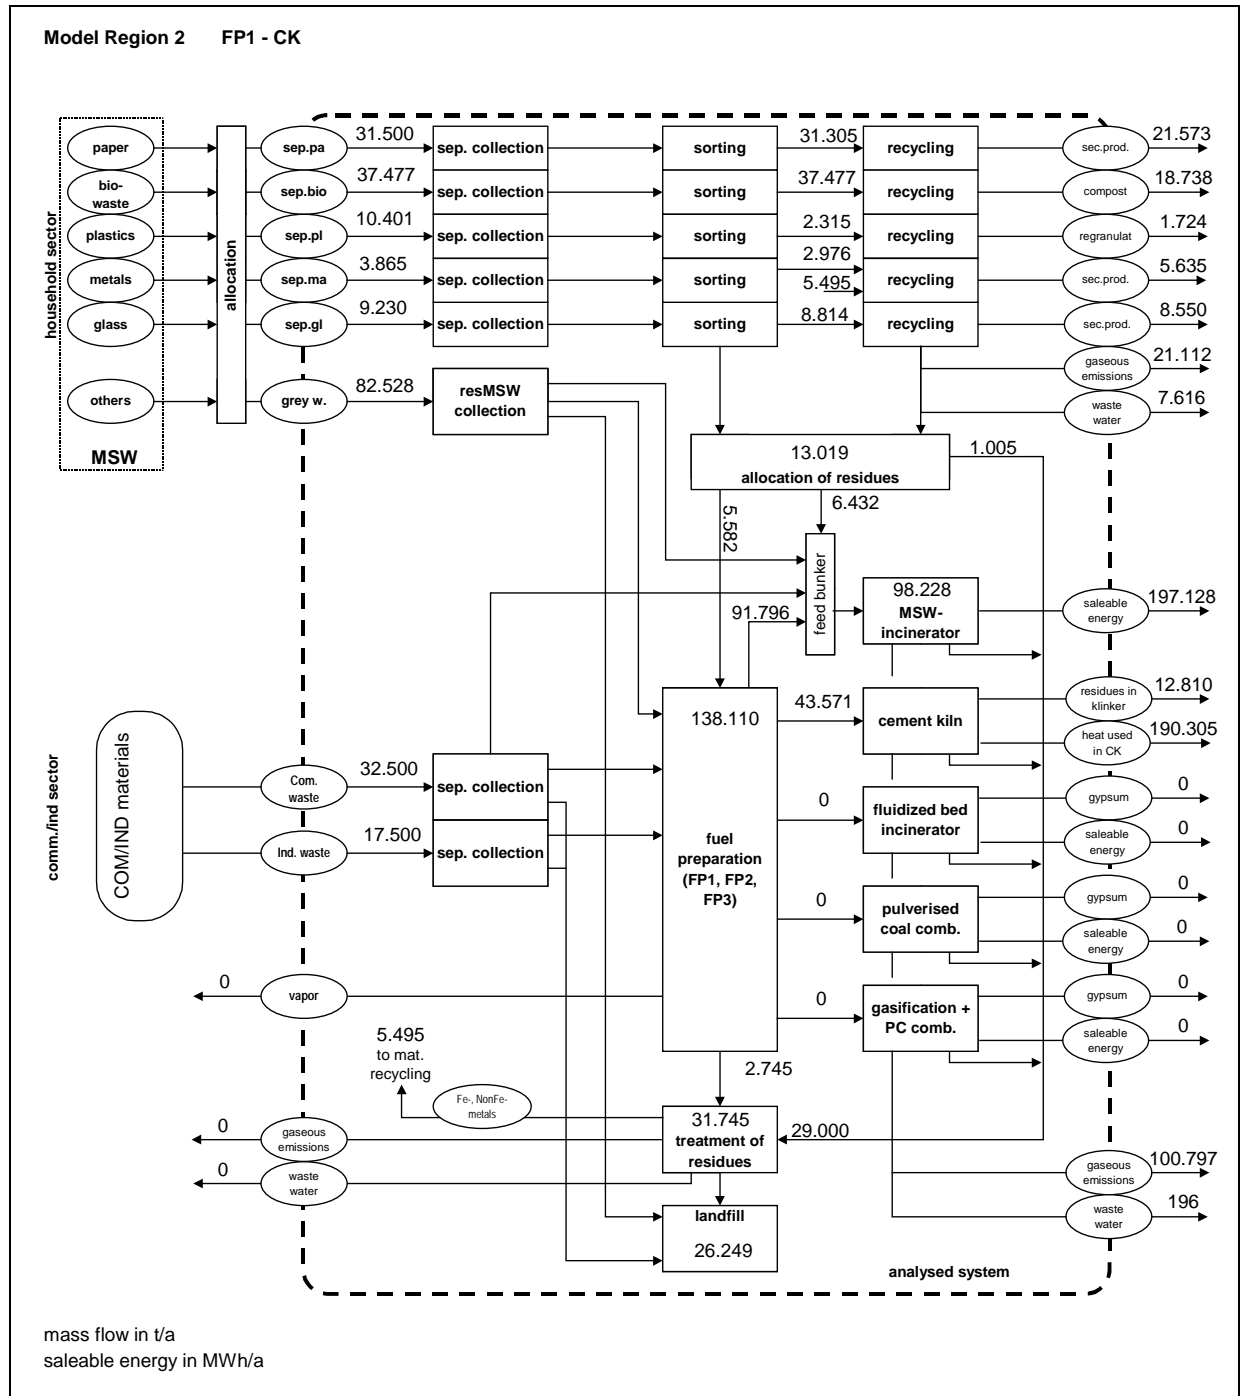 Model Region 2 FP1 - CK
household sector
MSW
paper
bio-
waste
plastics
metals
glass
others
allocation
sep.pa
31.500
sep. collection
sorting
31.305
recycling
sec.prod.
21.573
sep.bio
37.477
sep. collection
sorting
37.477
recycling
compost
18.738
sep.pl
10.401
sep. collection
sorting
2.315
recycling
regranulat
1.724
sep.ma
3.865
sep. collection
sorting
2.976
5.495
recycling
sec.prod.
5.635
sep.gl
9.230
sep. collection
sorting
8.814
recycling
sec.prod.
8.550
gaseous
emissions
21.112
waste
water
7.616
grey w.
82.528
resMSW
collection
13.019
allocation of residues
1.005
5.582
6.432
feed bunker
91.796
98.228
MSW-
incinerator
saleable
energy
197.128
comm./ind sector
COM/IND materials
Com.
waste
32.500
sep. collection
Ind. waste
17.500
sep. collection
138.110
fuel
preparation
(FP1, FP2,
FP3)
43.571
cement kiln
residues in
klinker
12.810
heat used
in CK
190.305
0
fluidized bed
incinerator
gypsum
0
saleable
energy
0
0
pulverised
coal comb.
gypsum
0
saleable
energy
0
0
gasification +
PC comb.
gypsum
0
saleable
energy
0
0
vapor
5.495
to mat.
recycling
Fe-, NonFe-
metals
2.745
31.745
treatment of
residues
29.000
0
gaseous
emissions
0
waste
water
landfill
26.249
gaseous
emissions
100.797
waste
water
196
analysed system
mass flow in t/a
saleable energy in MWh/a